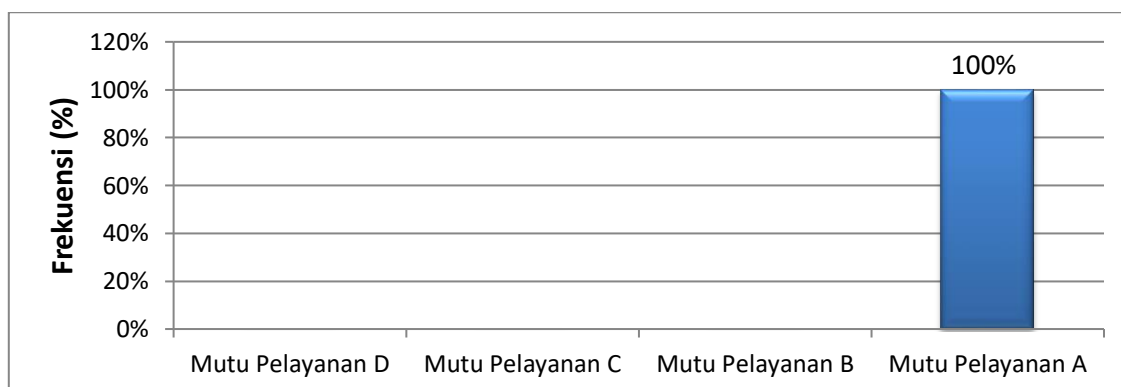 Frekuensi (%)
120%
100%
80%
60%
40%
20%
0%
100%
Mutu Pelayanan D
Mutu Pelayanan C
Mutu Pelayanan B
Mutu Pelayanan A